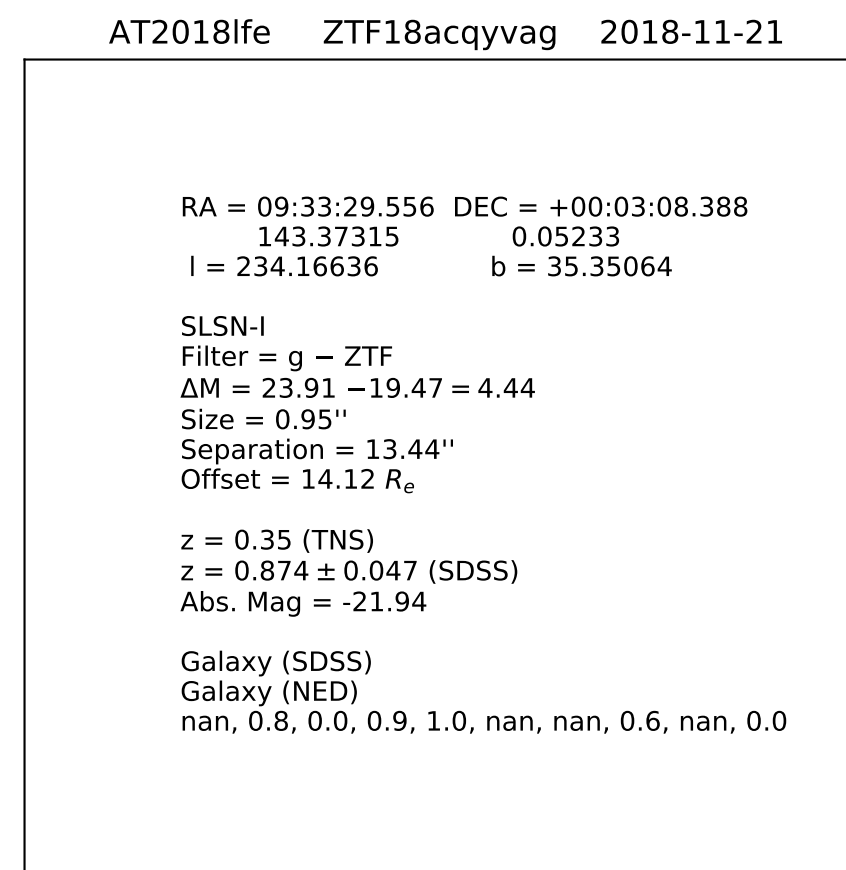 AT2018lfe ZTF18acqyvag 2018-11-21
RA = 09:33:29.556 DEC = +00:03:08.388
143.37315 0.05233
l = 234.16636 b = 35.35064
SLSN-I
Filter = g − ZTF
ΔM = 23.91 −19.47 = 4.44
Size = 0.95''
Separation = 13.44''
Offset = 14.12 Rₑ
z = 0.35 (TNS)
z = 0.874 ± 0.047 (SDSS)
Abs. Mag = -21.94
Galaxy (SDSS)
Galaxy (NED)
nan, 0.8, 0.0, 0.9, 1.0, nan, nan, 0.6, nan, 0.0